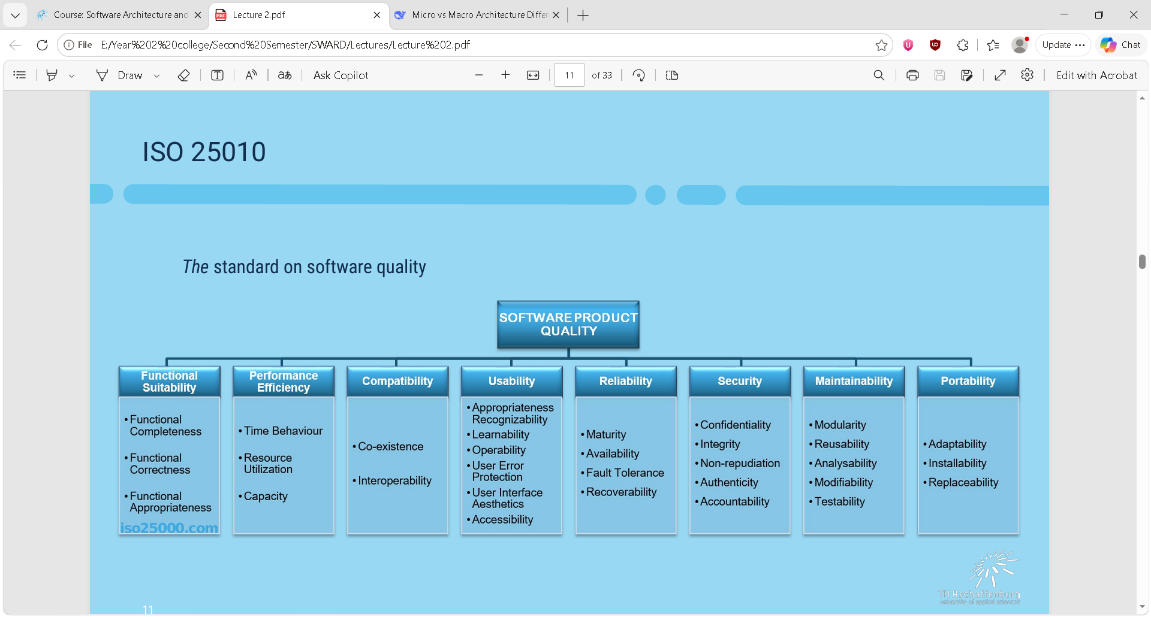 Course: Software Architecture and
Lecture 2.pdf
Micro vs Macro Architecture Differ
File
E:/Year%202%20college/Second%20Semester/SWARD/Lectures/Lecture%202.pdf
Update
Chat
Draw
Ask Copilot
11
of 33
Edit with Acrobat
ISO 25010
The standard on software quality
SOFTWARE PRODUCT
QUALITY
Functional
Suitability
• Functional
Completeness
• Functional
Correctness
• Functional
Appropriateness
iso25000.com
Performance
Efficiency
• Time Behaviour
• Resource
Utilization
• Capacity
Compatibility
• Co-existence
• Interoperability
Usability
• Appropriateness
Recognizability
• Learnability
• Operability
• User Error
Protection
• User Interface
Aesthetics
• Accessibility
Reliability
• Maturity
• Availability
• Fault Tolerance
• Recoverability
Security
• Confidentiality
• Integrity
• Non-repudiation
• Authenticity
• Accountability
Maintainability
• Modularity
• Reusability
• Analysability
• Modifiability
• Testability
Portability
• Adaptability
• Installability
• Replaceability
university of applied sciences
11